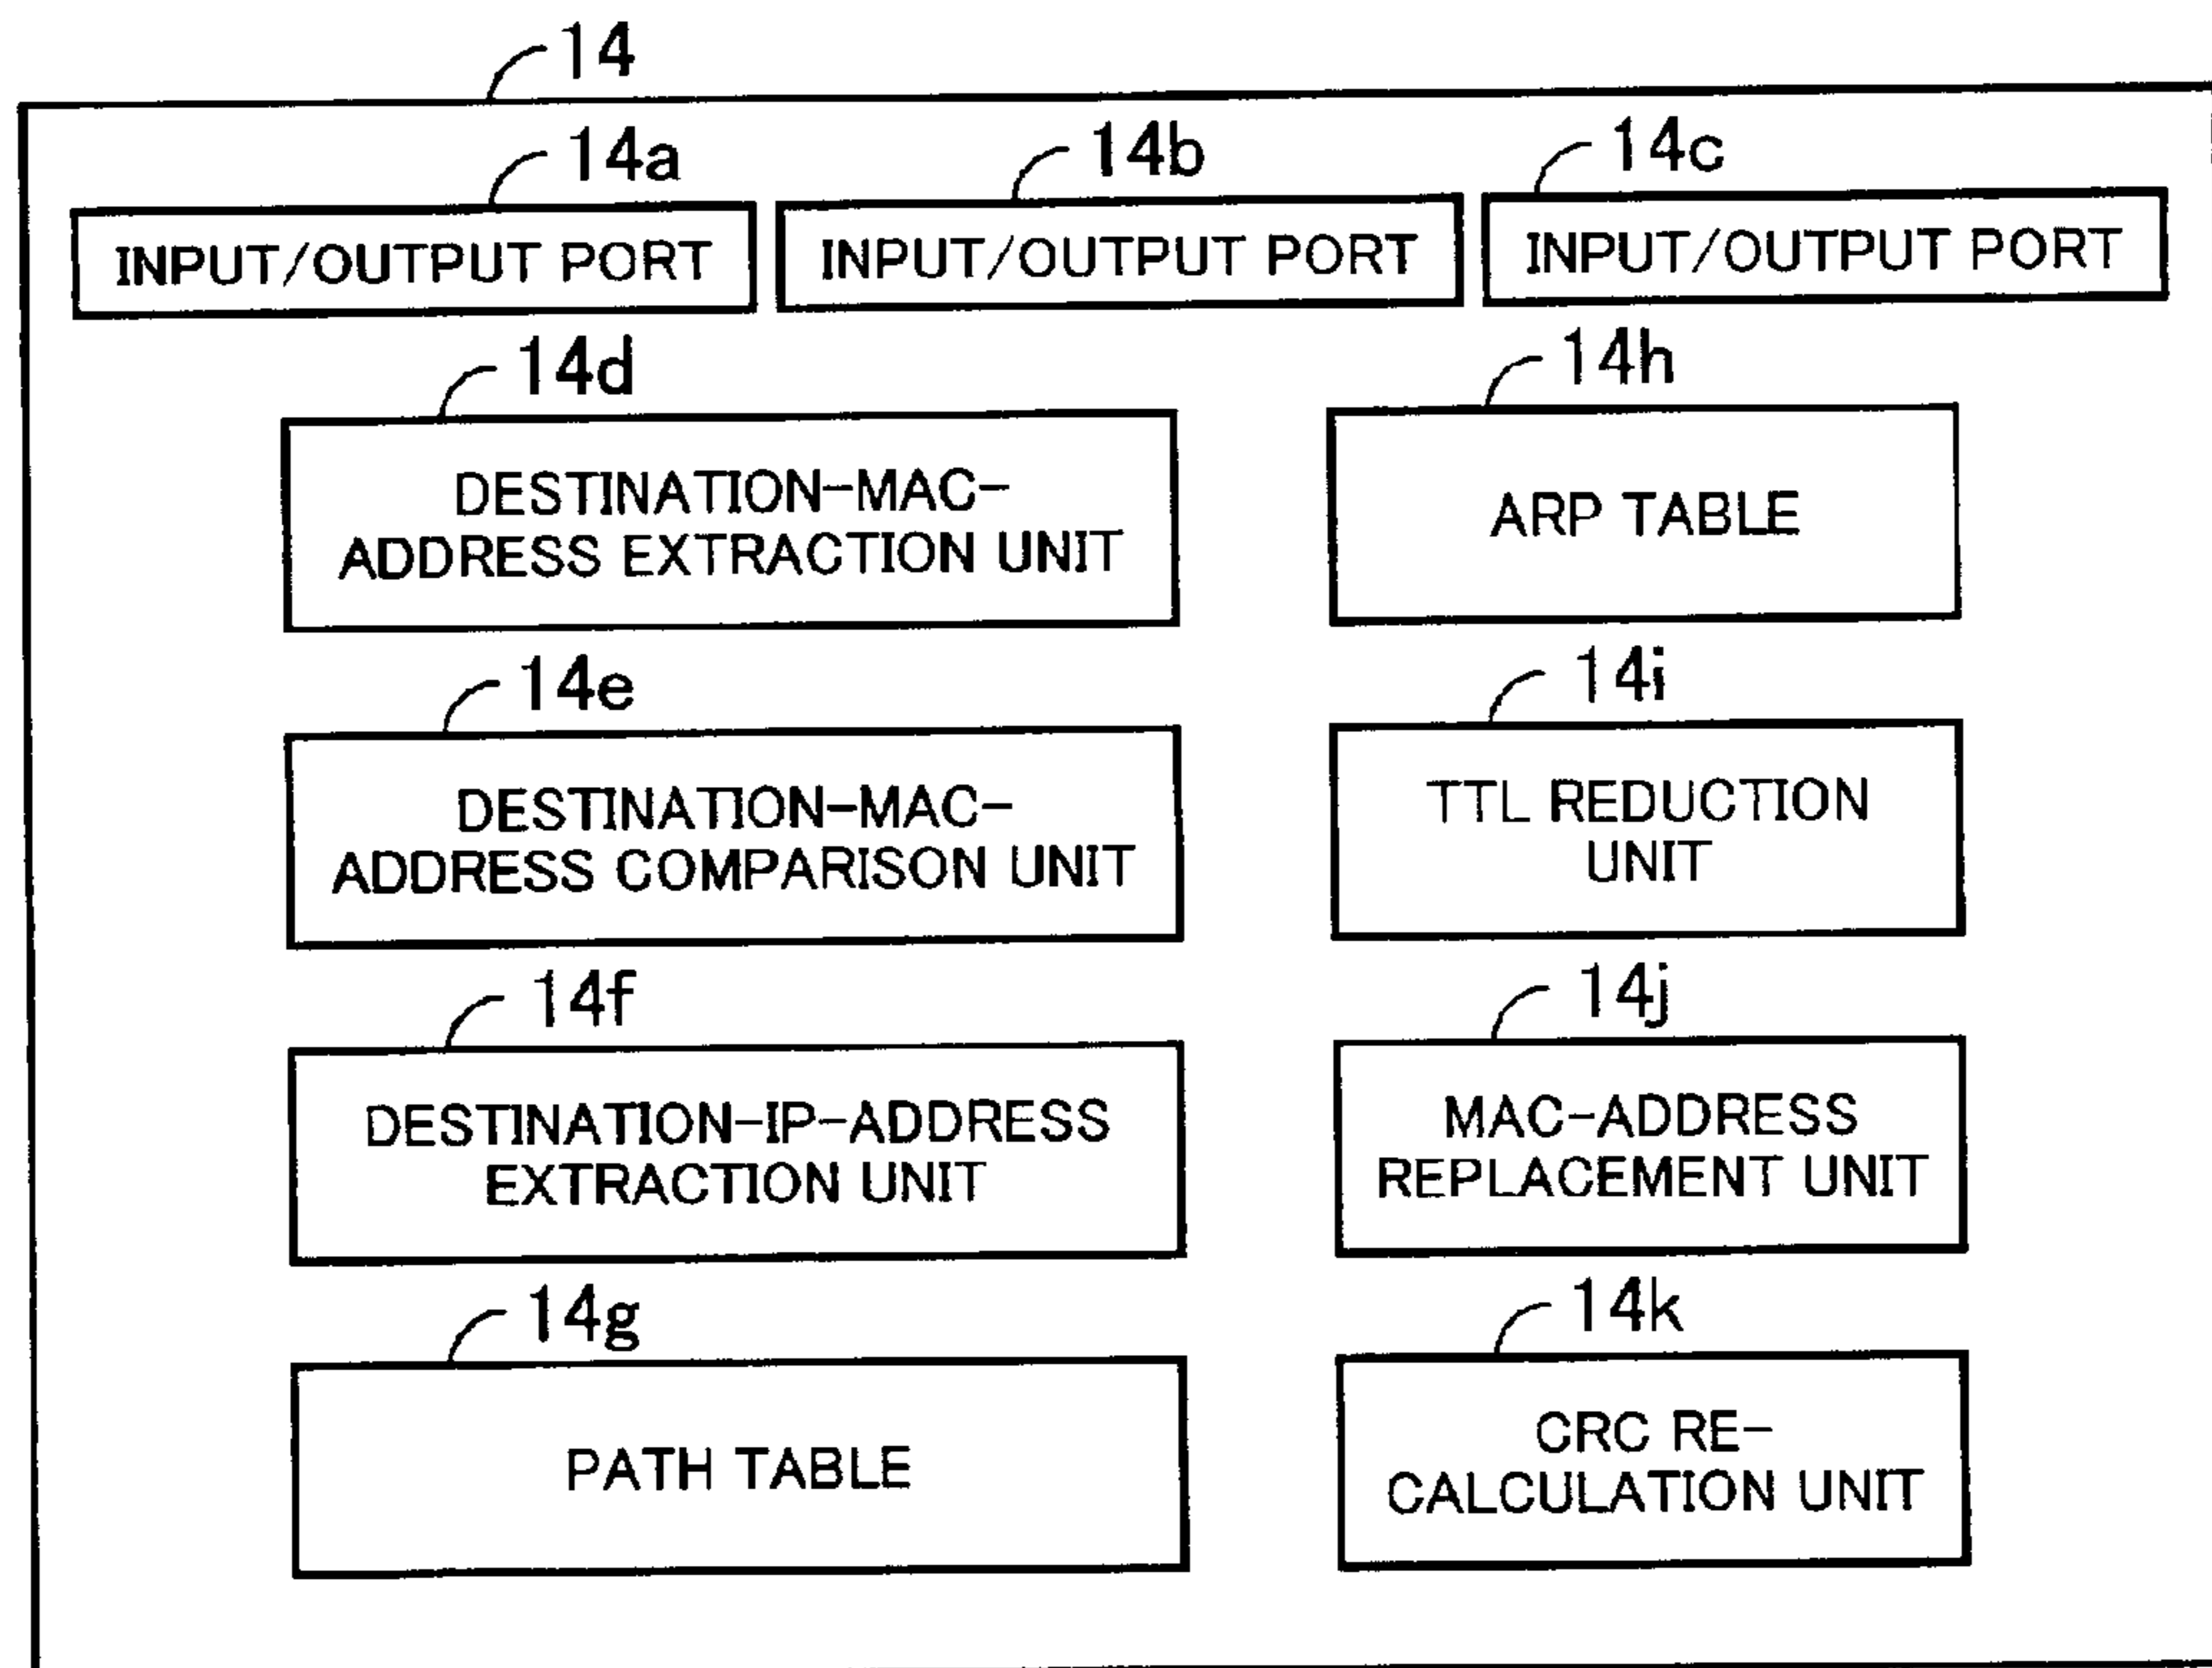 14
14a
14b
14c
INPUT/OUTPUT PORT
INPUT/OUTPUT PORT
INPUT/OUTPUT PORT
14d
DESTINATION-MAC-
ADDRESS EXTRACTION UNIT
14h
ARP TABLE
14e
DESTINATION-MAC-
ADDRESS COMPARISON UNIT
14i
TTL REDUCTION
UNIT
14f
DESTINATION-IP-ADDRESS
EXTRACTION UNIT
14j
MAC-ADDRESS
REPLACEMENT UNIT
14g
PATH TABLE
14k
CRC RE-
CALCULATION UNIT